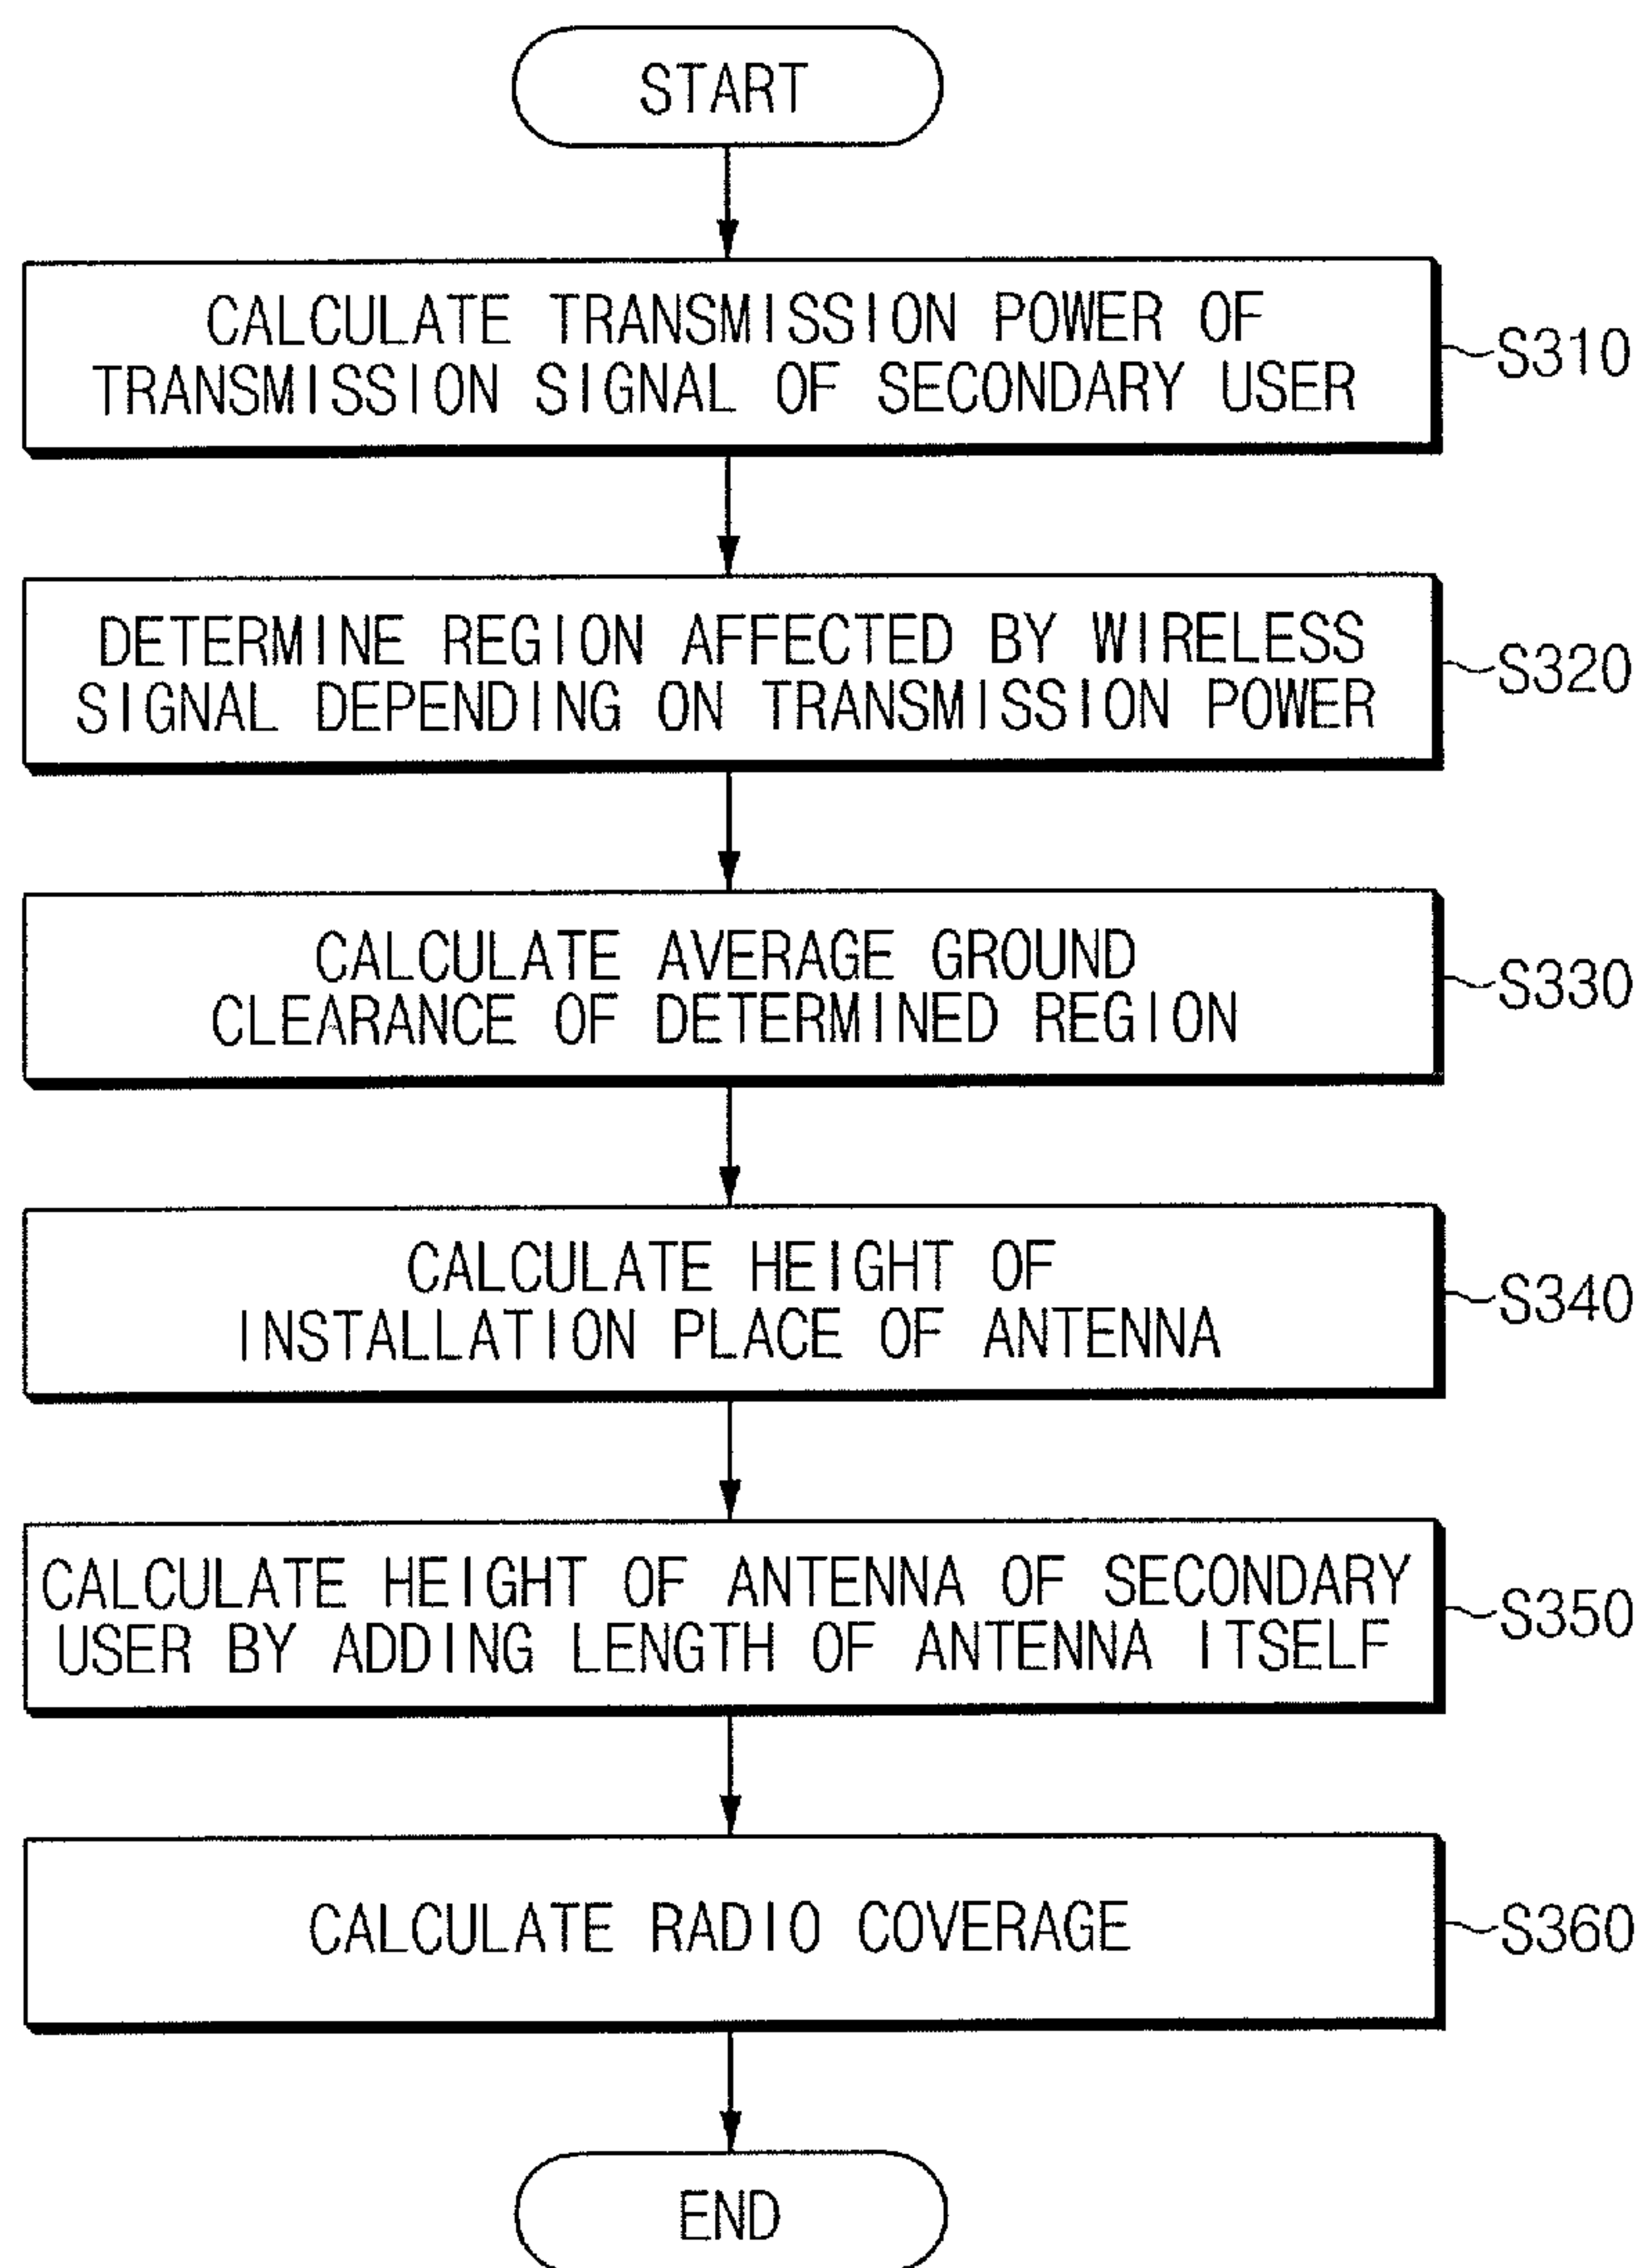 START
CALCULATE TRANSMISSION POWER OF
TRANSMISSION SIGNAL OF SECONDARY USER
S310
DETERMINE REGION AFFECTED BY WIRELESS
SIGNAL DEPENDING ON TRANSMISSION POWER
S320
CALCULATE AVERAGE GROUND
CLEARANCE OF DETERMINED REGION
S330
CALCULATE HEIGHT OF
INSTALLATION PLACE OF ANTENNA
S340
CALCULATE HEIGHT OF ANTENNA OF SECONDARY
USER BY ADDING LENGTH OF ANTENNA ITSELF
S350
CALCULATE RADIO COVERAGE
S360
END